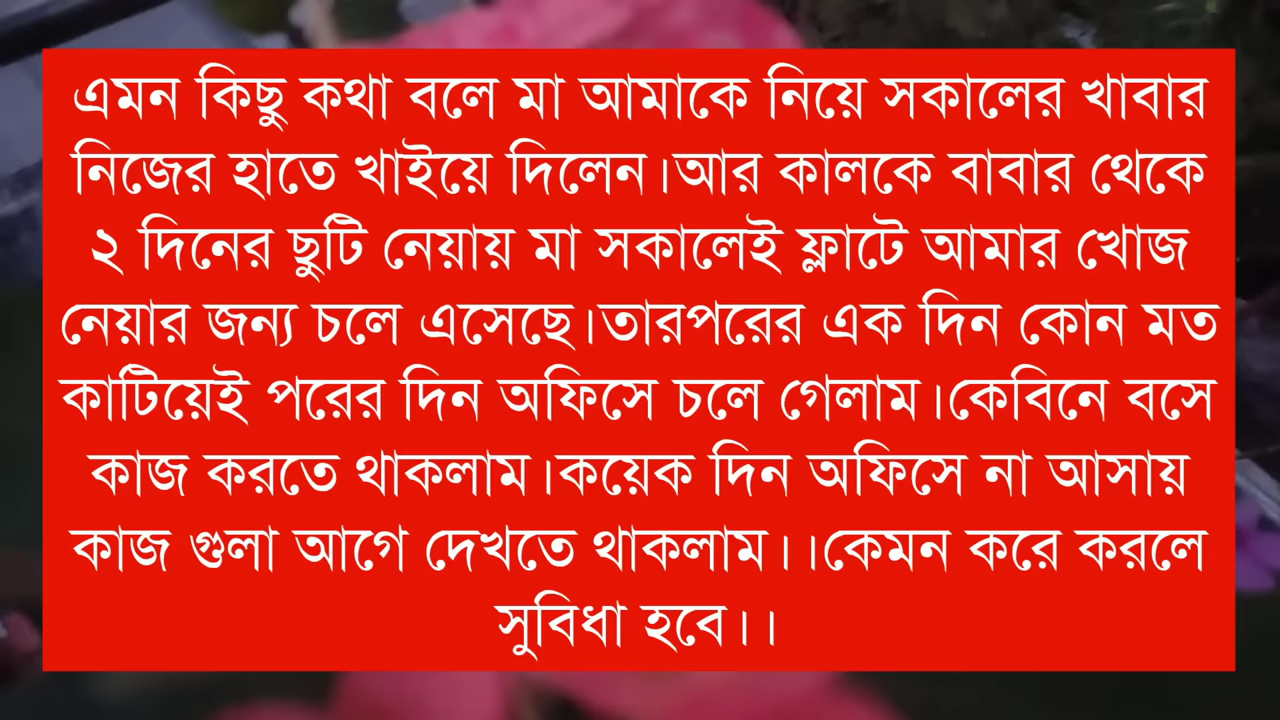 এমন কিছু কথা বলে মা আমাকে নিয়ে সকালের খাবার
নিজের হাতে খাইয়ে দিলেন।আর কালকে বাবার থেকে
২ দিনের ছুটি নেয়ায় মা সকালেই ফ্লাটে আমার খোজ
নেয়ার জন্য চলে এসেছে।তারপরের এক দিন কোন মত
কাটিয়েই পরের দিন অফিসে চলে গেলাম।কেবিনে বসে
কাজ করতে থাকলাম।কয়েক দিন অফিসে না আসায়
কাজ গুলা আগে দেখতে থাকলাম।।কেমন করে করলে
সুবিধা হবে।।